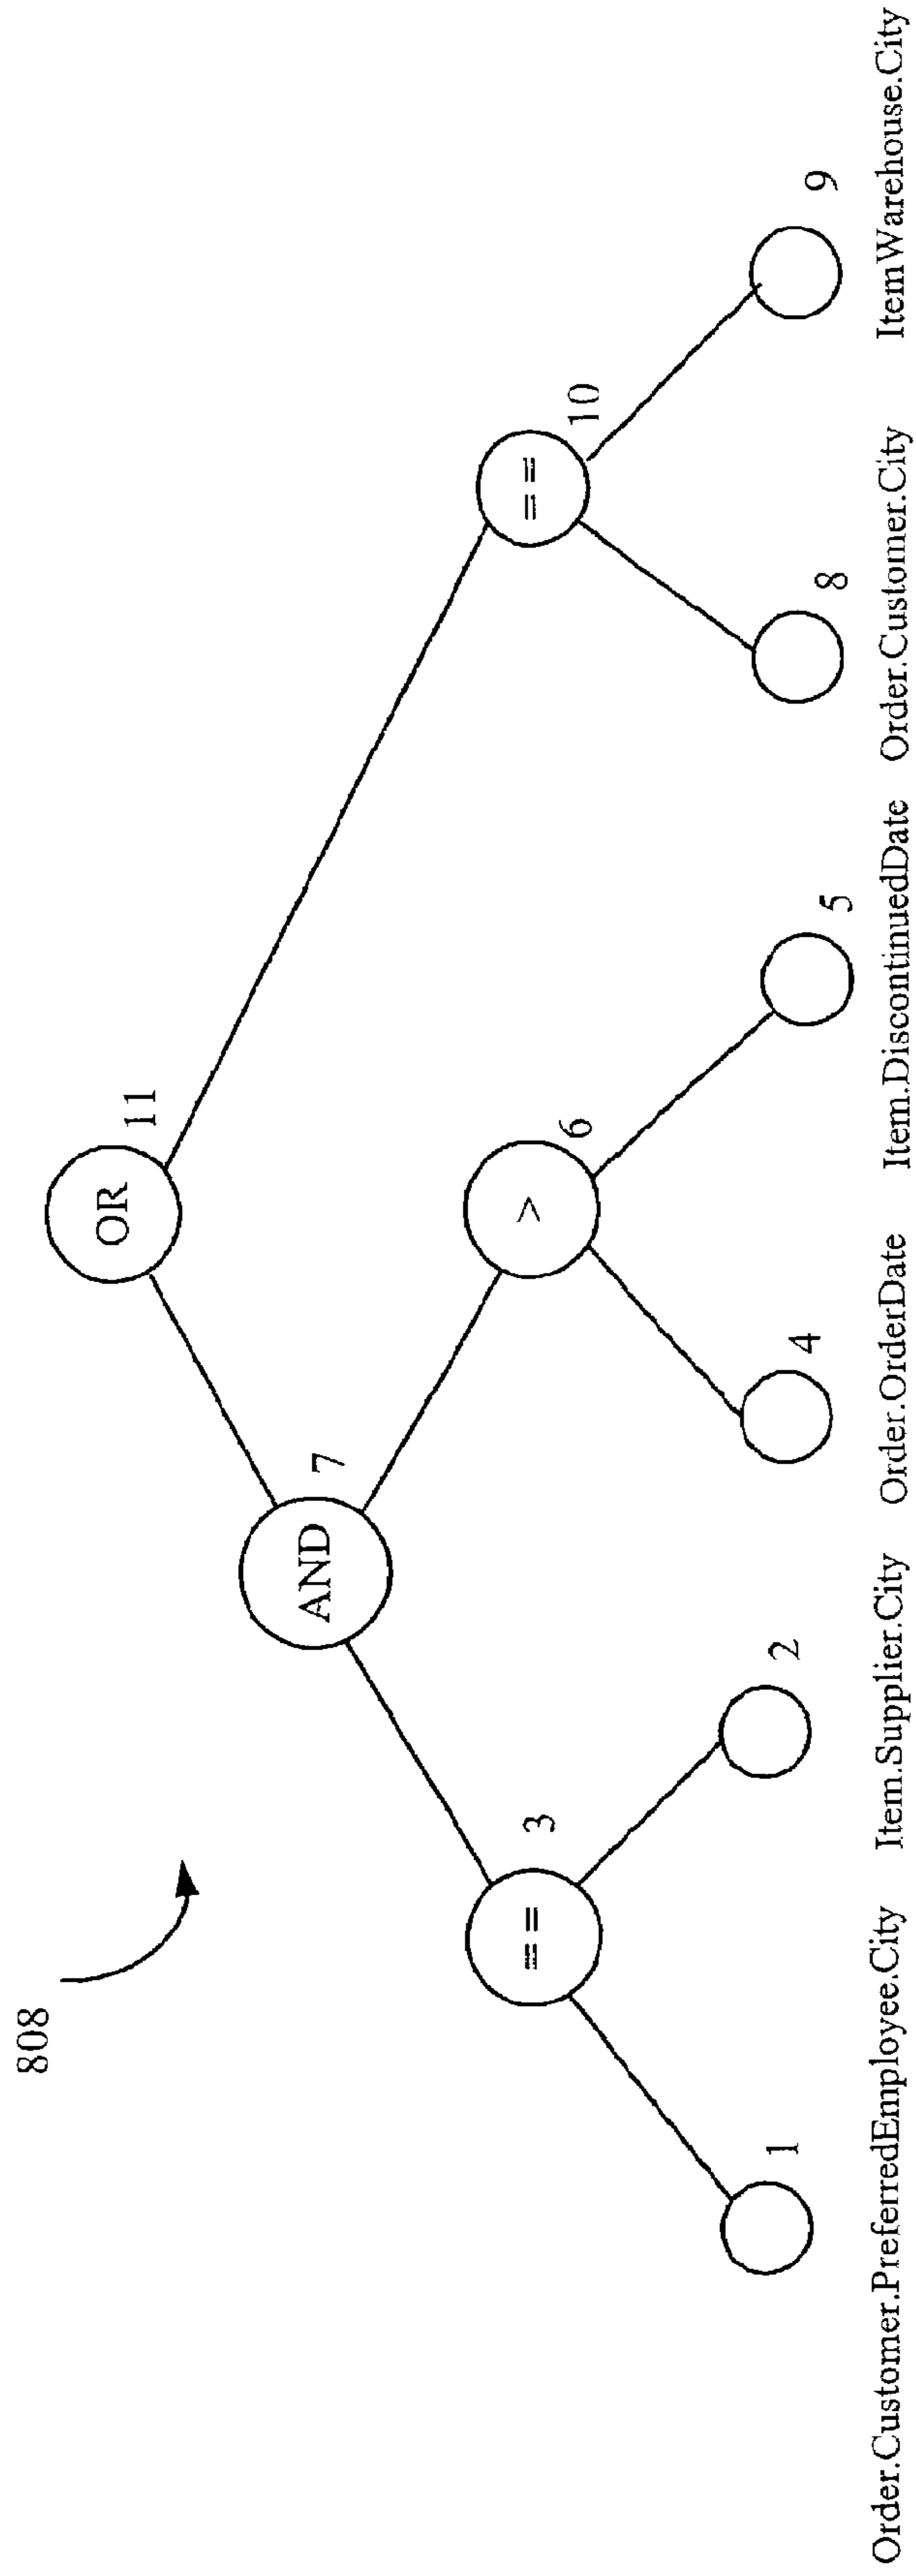 808
OR
11
AND
7
==
3
>
6
==
10
1
2
4
5
8
9
Order.Customer.PreferredEmployee.City
Item.Supplier.City
Order.OrderDate
Item.DiscontinuedDate
Order.Customer.City
ItemWarehouse.City